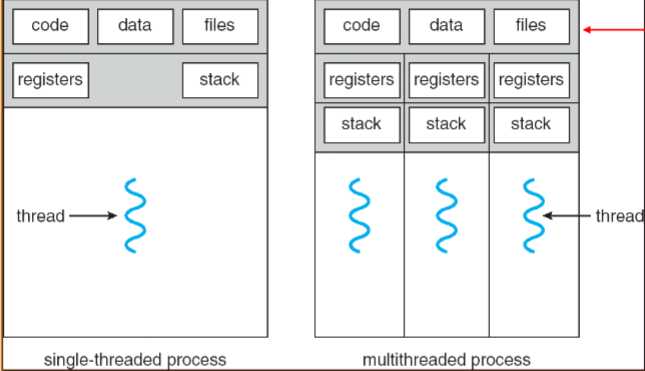 code data files code data files
registers stack registers registers registers
stack stack stack
thread thread
single-threaded process multithreaded process